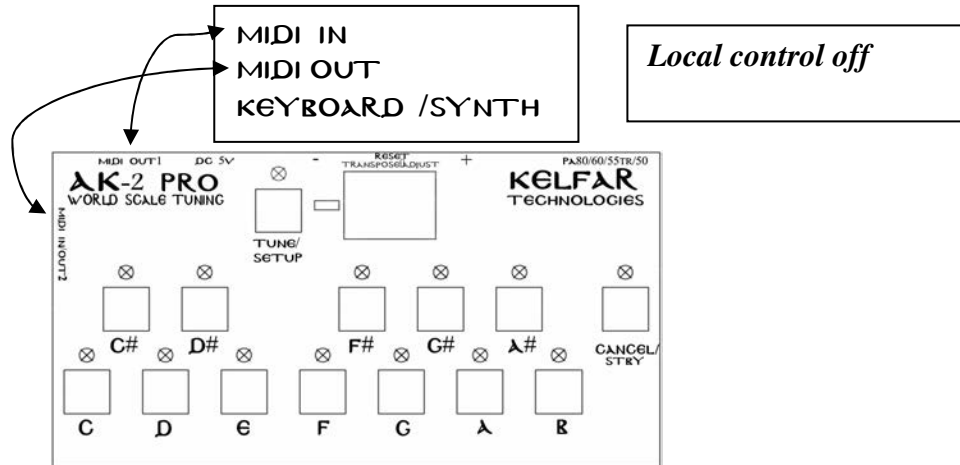 MIDI IN
MIDI OUT
KEYBOARD /SYNTH
Local control off
MIDI OUT1 DC 5V - RESET + PA80/60/55TR/50
TRANSPOSE/ADJUST
AK-2 PRO
WORLD SCALE TUNING
KELFAR
TECHNOLOGIES
MIDI IN/OUT2
TUNE/
SETUP
C# D# F# G# A# CANCEL/
STBY
C D E F G A B